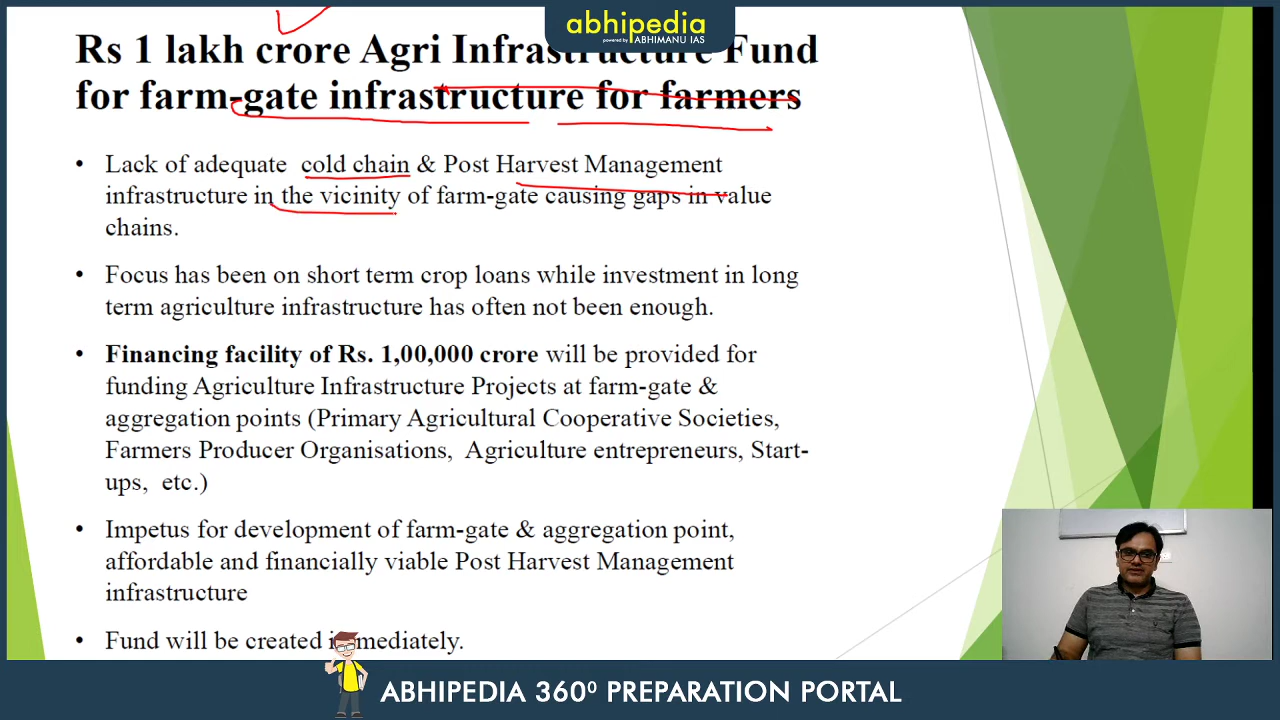 abhipedia
powered by ABHIMANU IAS
Rs 1 lakh crore Agri Infrastructure Fund
for farm-gate infrastructure for farmers
• Lack of adequate cold chain & Post Harvest Management
infrastructure in the vicinity of farm-gate causing gaps in value
chains.
• Focus has been on short term crop loans while investment in long
term agriculture infrastructure has often not been enough.
• Financing facility of Rs. 1,00,000 crore will be provided for
funding Agriculture Infrastructure Projects at farm-gate &
aggregation points (Primary Agricultural Cooperative Societies,
Farmers Producer Organisations, Agriculture entrepreneurs, Start-
ups, etc.)
• Impetus for development of farm-gate & aggregation point,
affordable and financially viable Post Harvest Management
infrastructure
• Fund will be created immediately.
ABHIPEDIA 360⁰ PREPARATION PORTAL